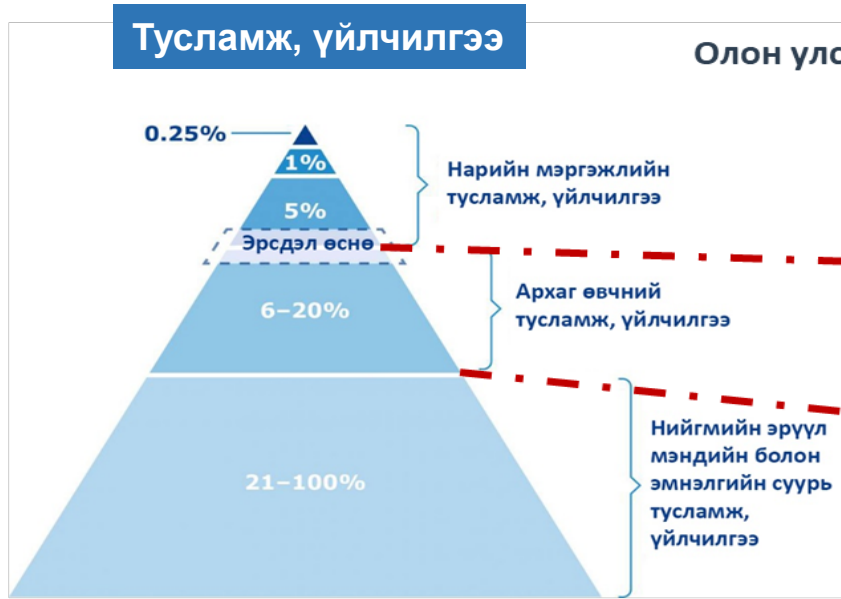 Тусламж, үйлчилгээ
Олон улс
0.25%
1%
5%
Эрсдэл өснө
6–20%
21–100%
Нарийн мэргэжлийн
тусламж, үйлчилгээ
Архаг өвчний
тусламж, үйлчилгээ
Нийгмийн эрүүл
мэндийн болон
эмнэлгийн суурь
тусламж,
үйлчилгээ